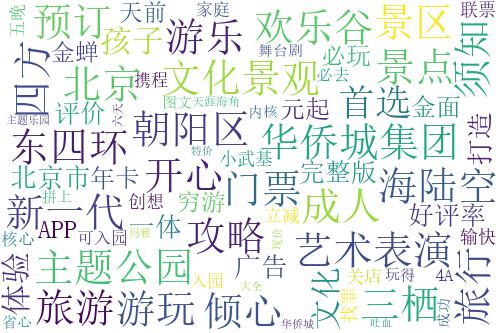 五晚
预订
天前
家庭
欢乐谷
景区
联票
金蝉
孩子
游乐
舞台剧
必玩
必去
景点
须知
四方
北京
携程
文化景观
评价
图文
天涯海角
内核
元起
首选
金面
打造
主题乐园
六天
东四环
朝阳区
华侨城集团
特价
北京市
年卡
开心
小武基
完整版
门票
海陆空
拼上
创想
穷游
成人
新一代
APP
一体
立减
好评率
核心
可入园
玛雅
攻略
现价
艺术表演
愉快
体验
主题公园
广告
入园
文化
关店
玩得
4A
旅行
旅游
游玩
倾心
大全
找罪
三栖
成功
省心
华侨城
吐血